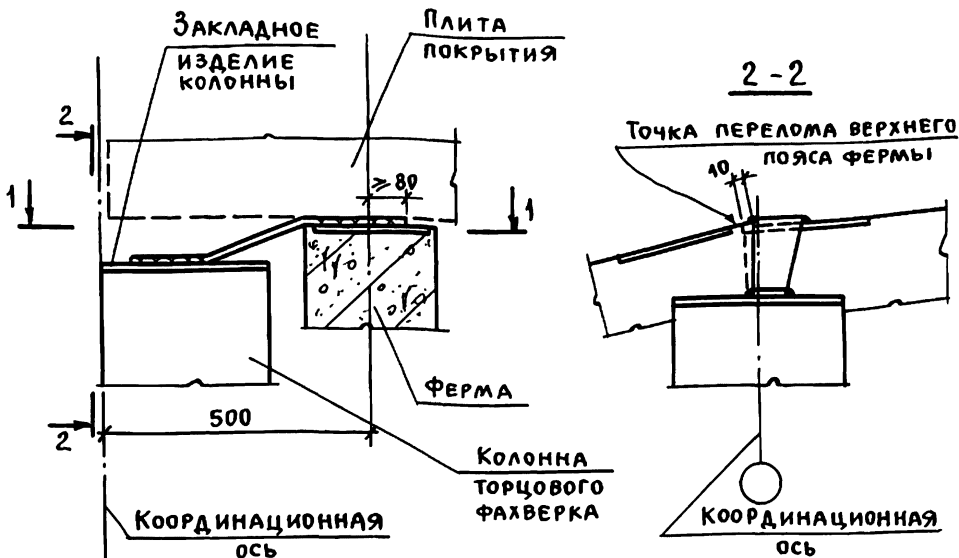 Закладное
изделие
колонны
Плита
покрытия
2 - 2
Точка перелома верхнего
пояса фермы
10
2
1
≥ 80
1
Ферма
500
2
Колонна
торцового
фахверка
Координационная
ось
Координационная
ось